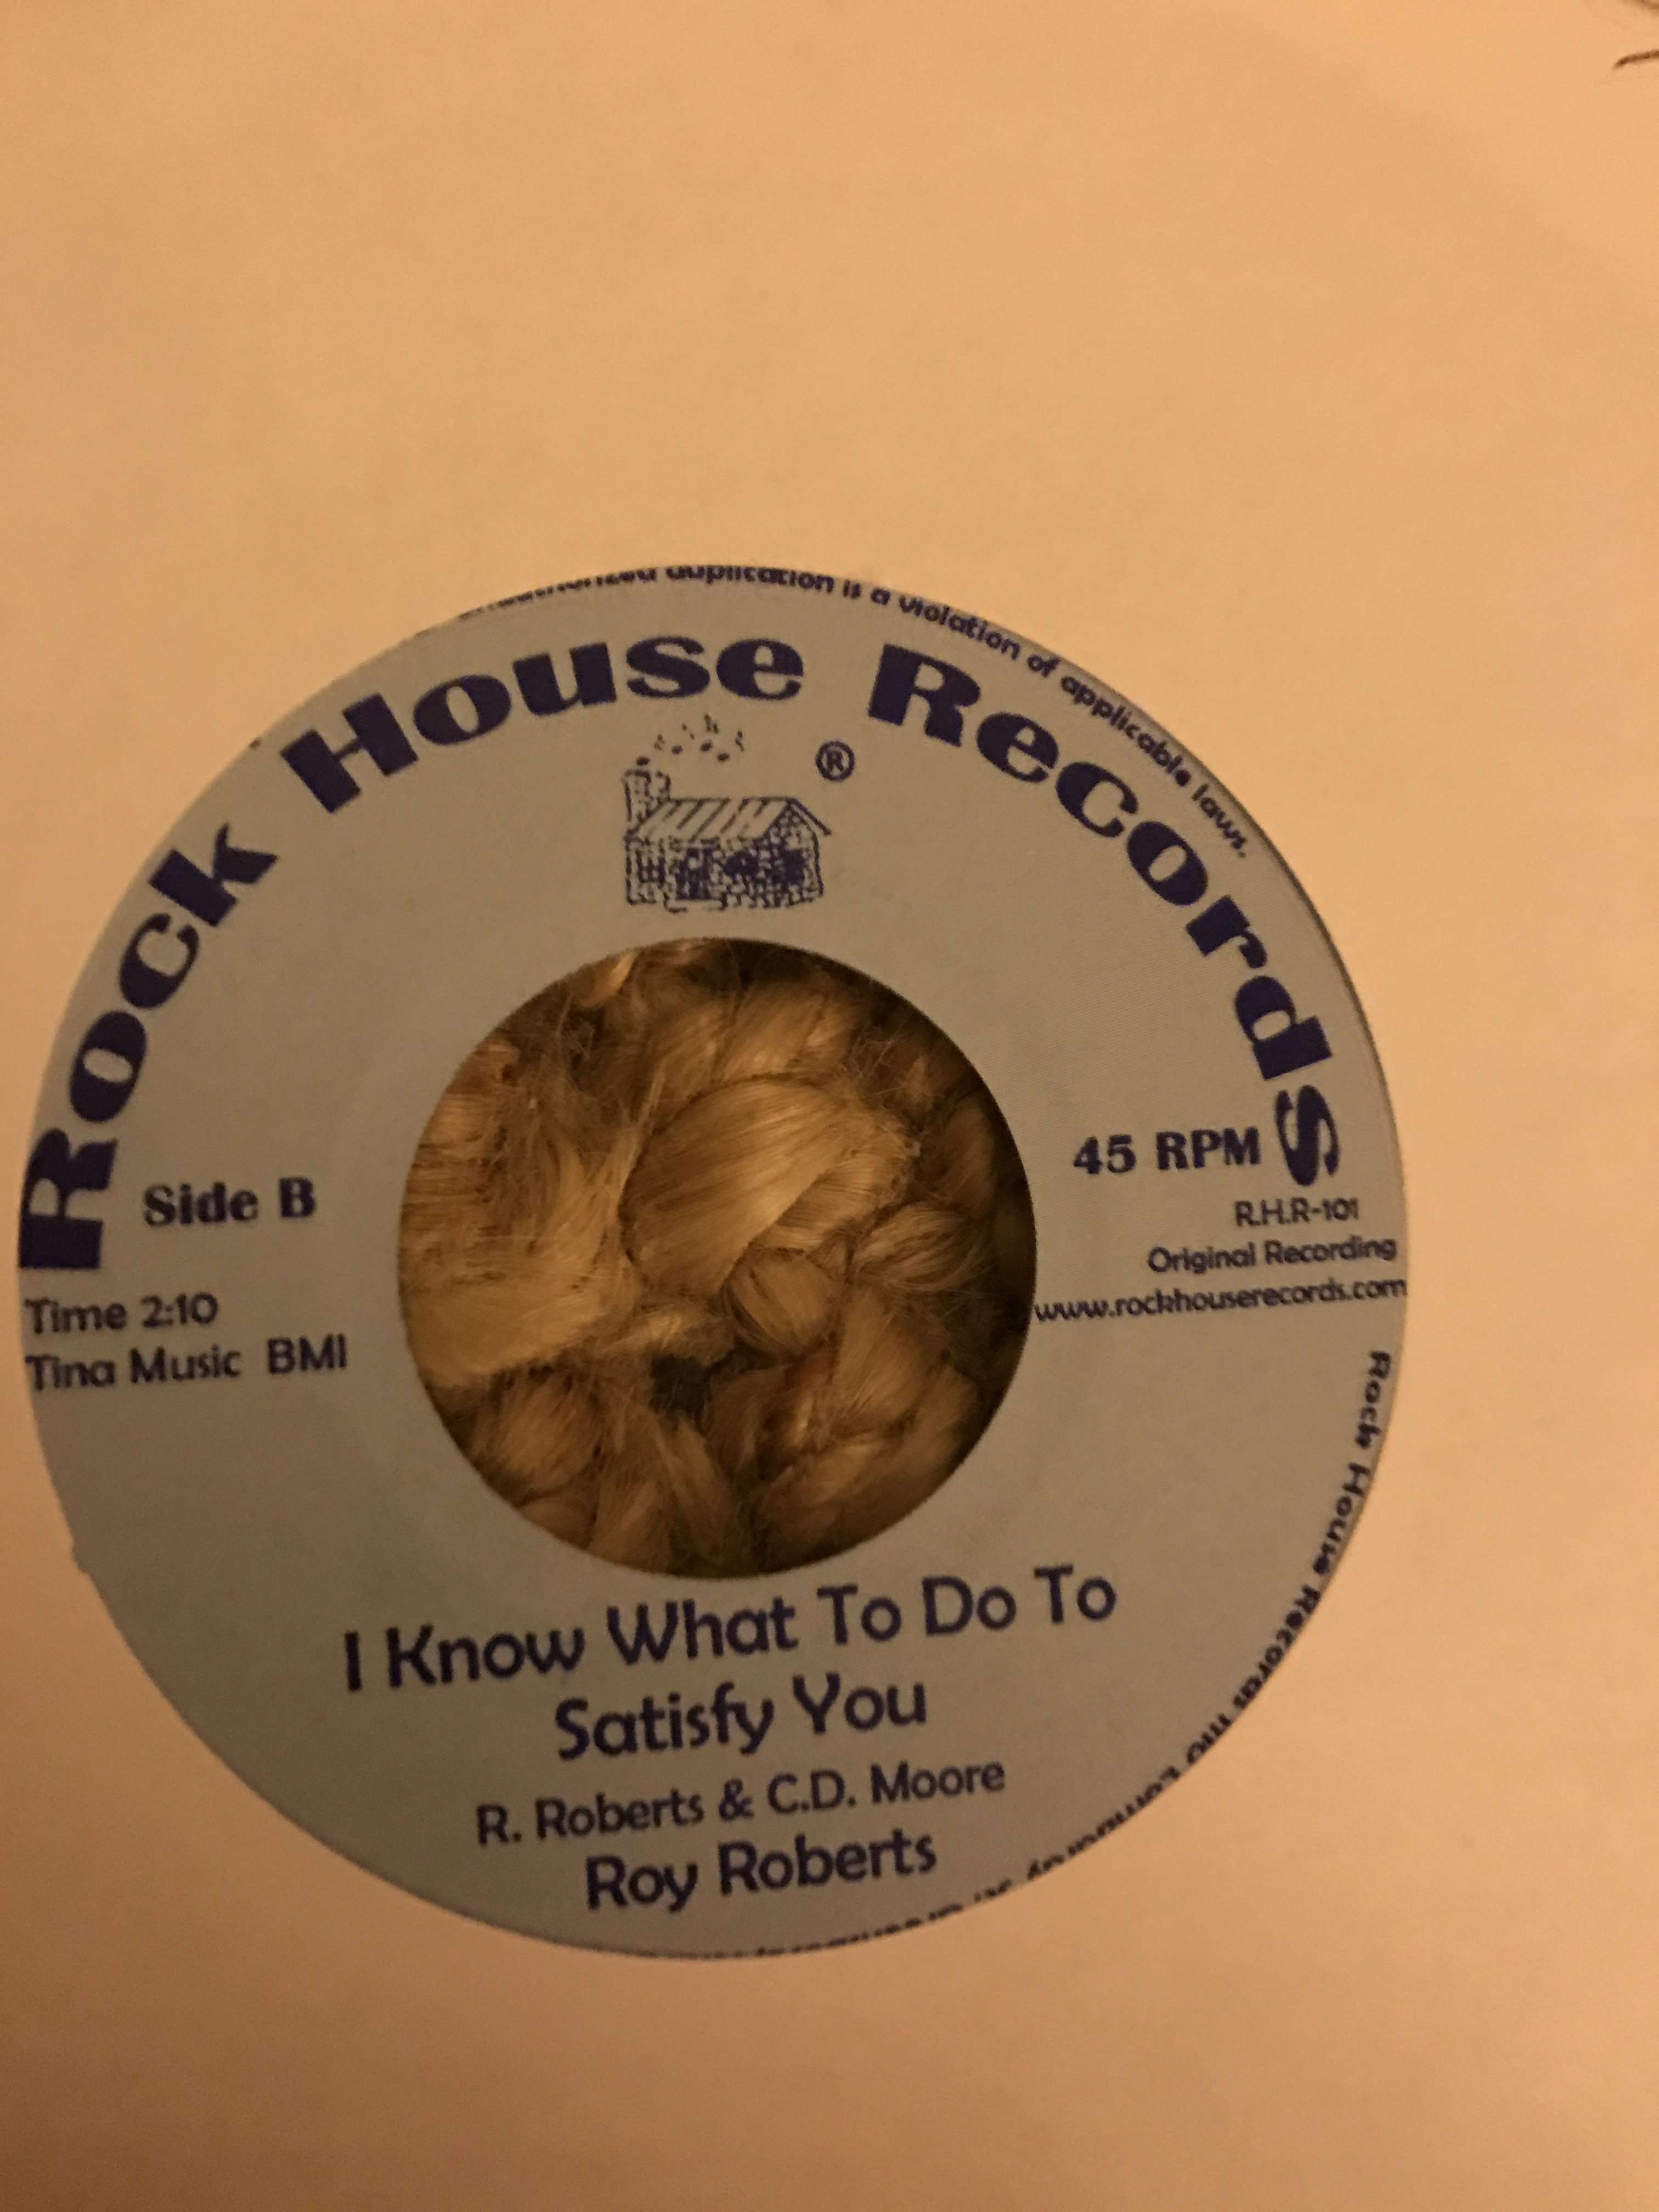 duplication is a violation of applicable laws.
Rock House Records
®
Side B
45 RPM
R.H.R-101
Time 2:10
Original Recording
Tina Music BMI
www.rockhouserecords.com
Rock House Records
I Know What To Do To
Satisfy You
R. Roberts & C.D. Moore
Roy Roberts